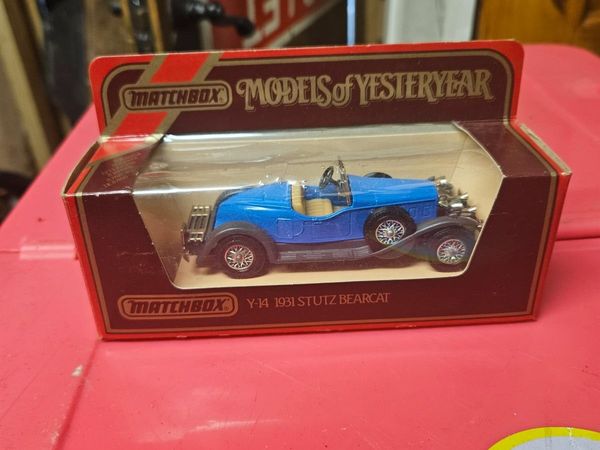 MATCHBOX
MODELS of YESTERYEAR
MATCHBOX
Y-14 1931 STUTZ BEARCAT